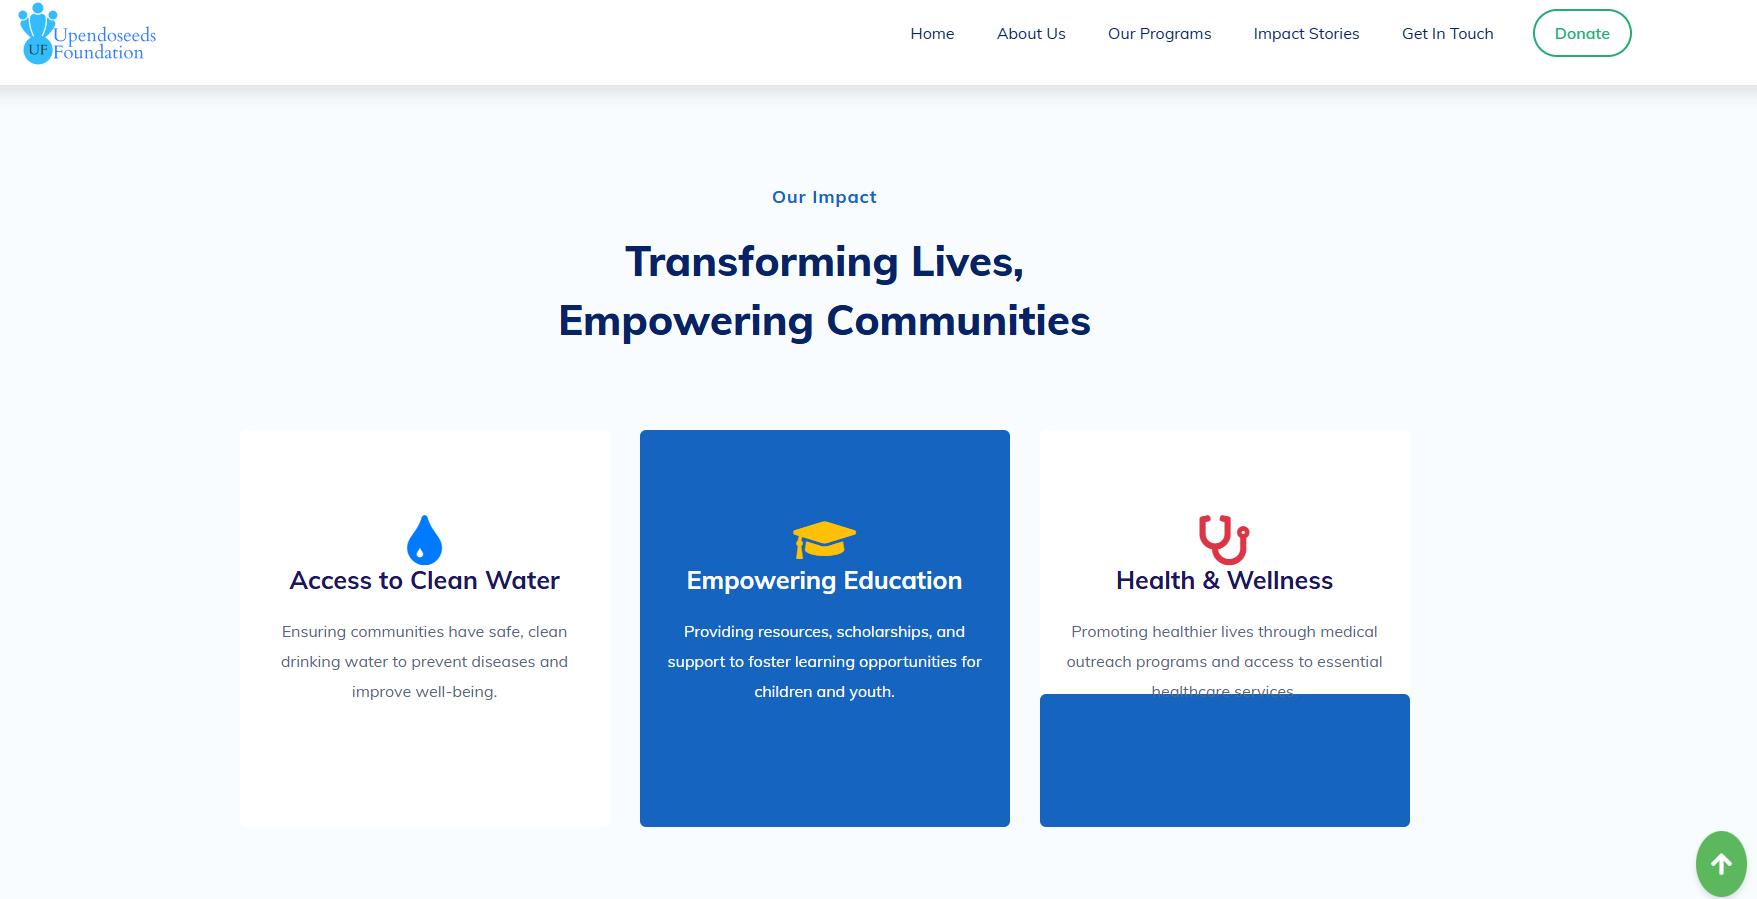 Upendoseeds
UF Foundation
Home About Us Our Programs Impact Stories Get In Touch Donate
Our Impact
Transforming Lives,
Empowering Communities
Access to Clean Water
Ensuring communities have safe, clean
drinking water to prevent diseases and
improve well-being.
Empowering Education
Providing resources, scholarships, and
support to foster learning opportunities for
children and youth.
Health & Wellness
Promoting healthier lives through medical
outreach programs and access to essential
healthcare services.